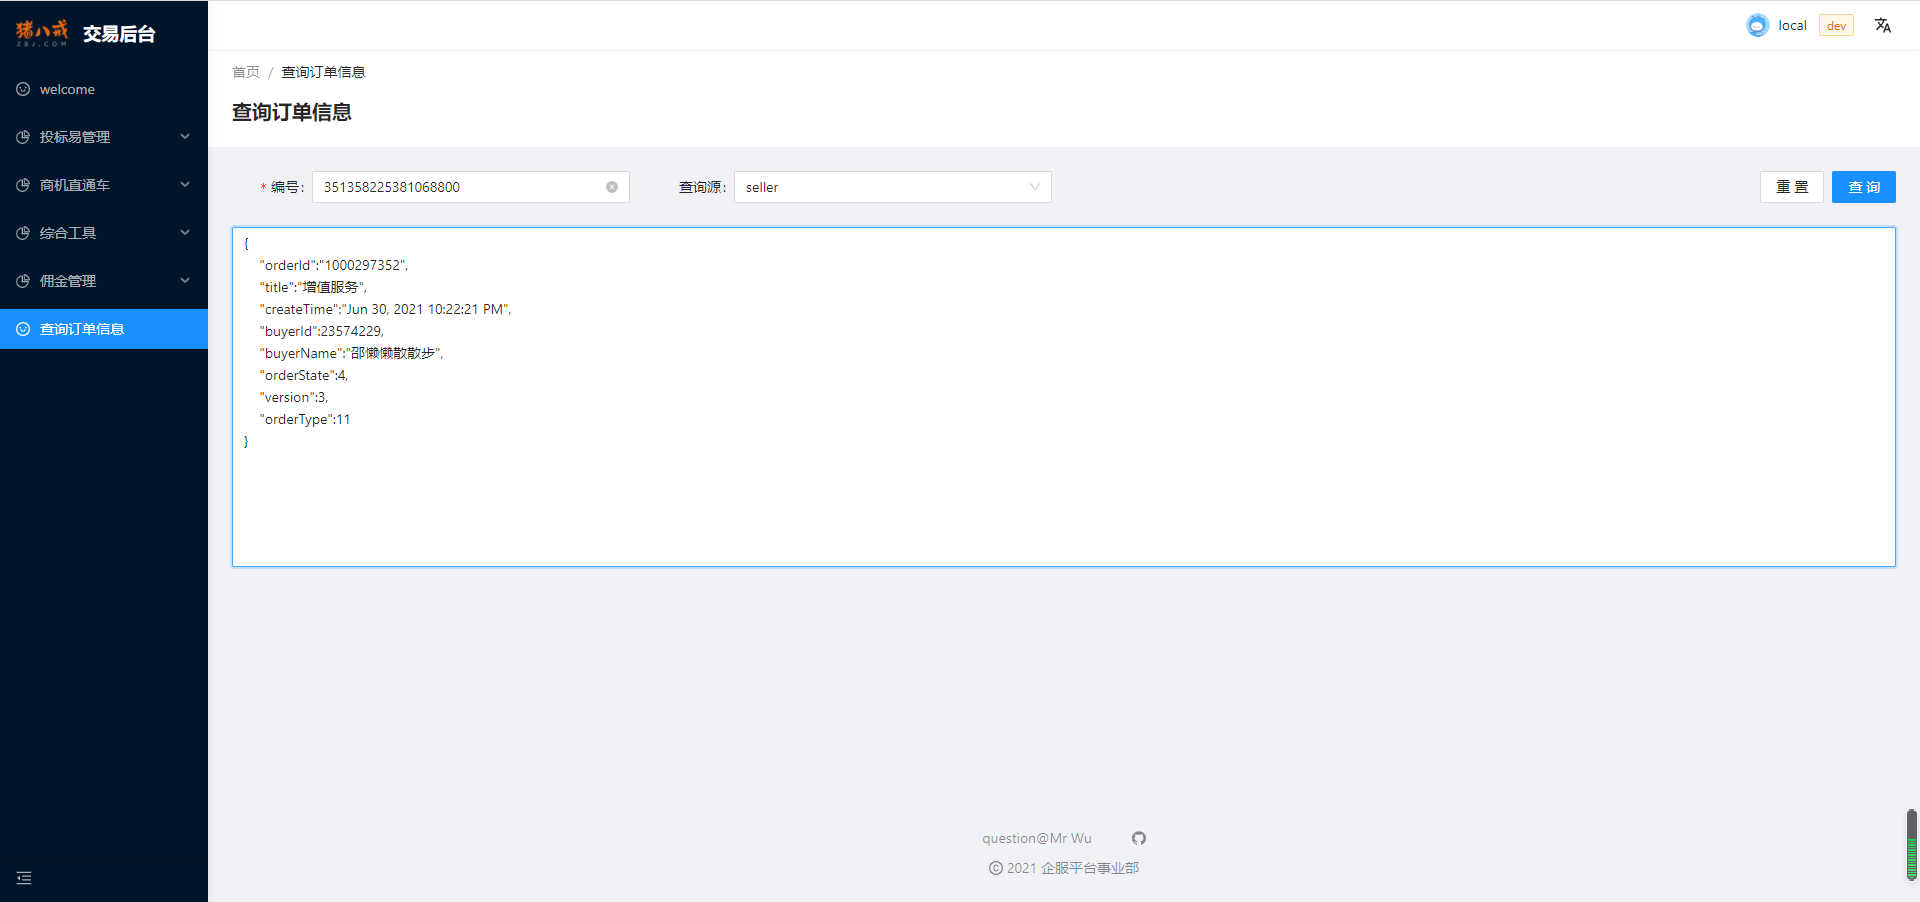 猪八戒
ZBJ.COM
交易后台
local
dev
welcome
投标易管理
商机直通车
综合工具
佣金管理
查询订单信息
首页 / 查询订单信息
查询订单信息
* 编号: 351358225381068800
查询源: seller
重 置
查 询
{
"orderId":"1000297352",
"title":"增值服务",
"createTime":"Jun 30, 2021 10:22:21 PM",
"buyerId":23574229,
"buyerName":"邵懒懒散散步",
"orderState":4,
"version":3,
"orderType":11
}
question@Mr Wu
© 2021 企服平台事业部